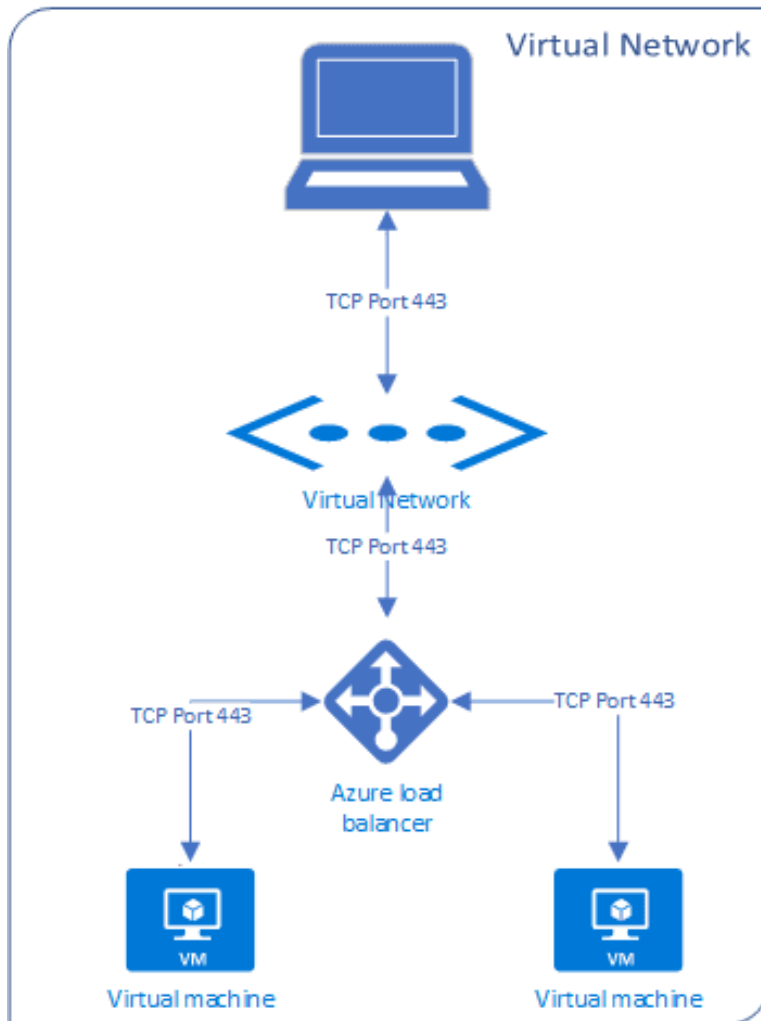 Virtual Network
TCP Port 443
Virtual Network
TCP Port 443
TCP Port 443
TCP Port 443
Azure load
balancer
VM
VM
Virtual machine
Virtual machine